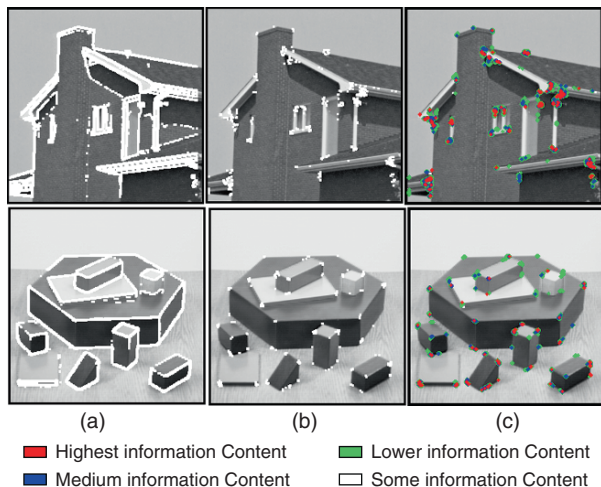 (a) (b) (c)
Highest information Content Lower information Content
Medium information Content Some information Content